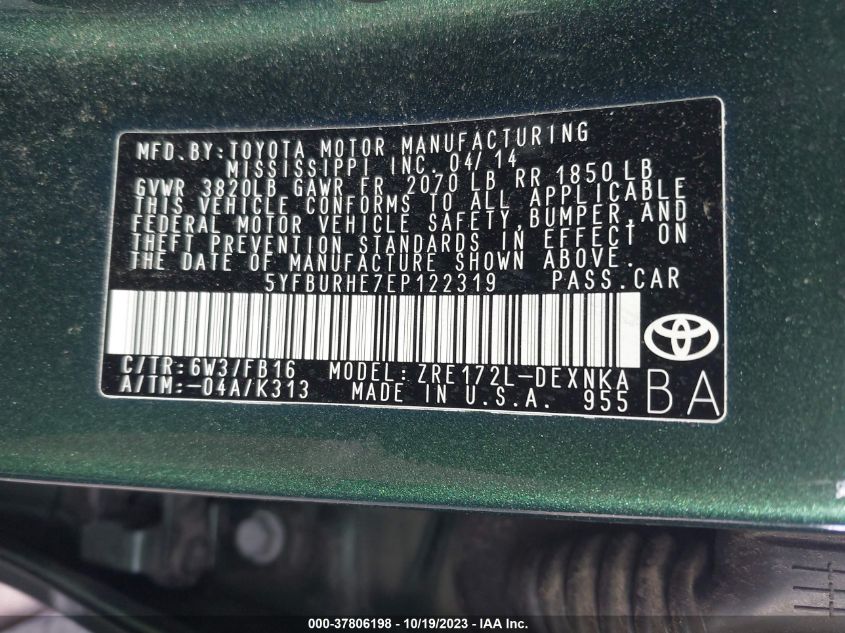 MFD. BY: TOYOTA MOTOR MANUFACTURING
MISSISSIPPI INC. 04/14
GVWR 3820LB GAWR FR 2070 LB RR 1850 LB
THIS VEHICLE CONFORMS TO ALL APPLICABLE
FEDERAL MOTOR VEHICLE SAFETY, BUMPER, AND
THEFT PREVENTION STANDARDS IN EFFECT ON
THE DATE OF MANUFACTURE SHOWN ABOVE.
5YFBURHE7EP122319 PASS. CAR
C/TR: 6W3/FB16 MODEL: ZRE172L-DEXNKA
A/TM: -04A/K313 MADE IN U.S.A. 955 BA
000-37806198 - 10/19/2023 - IAA Inc.